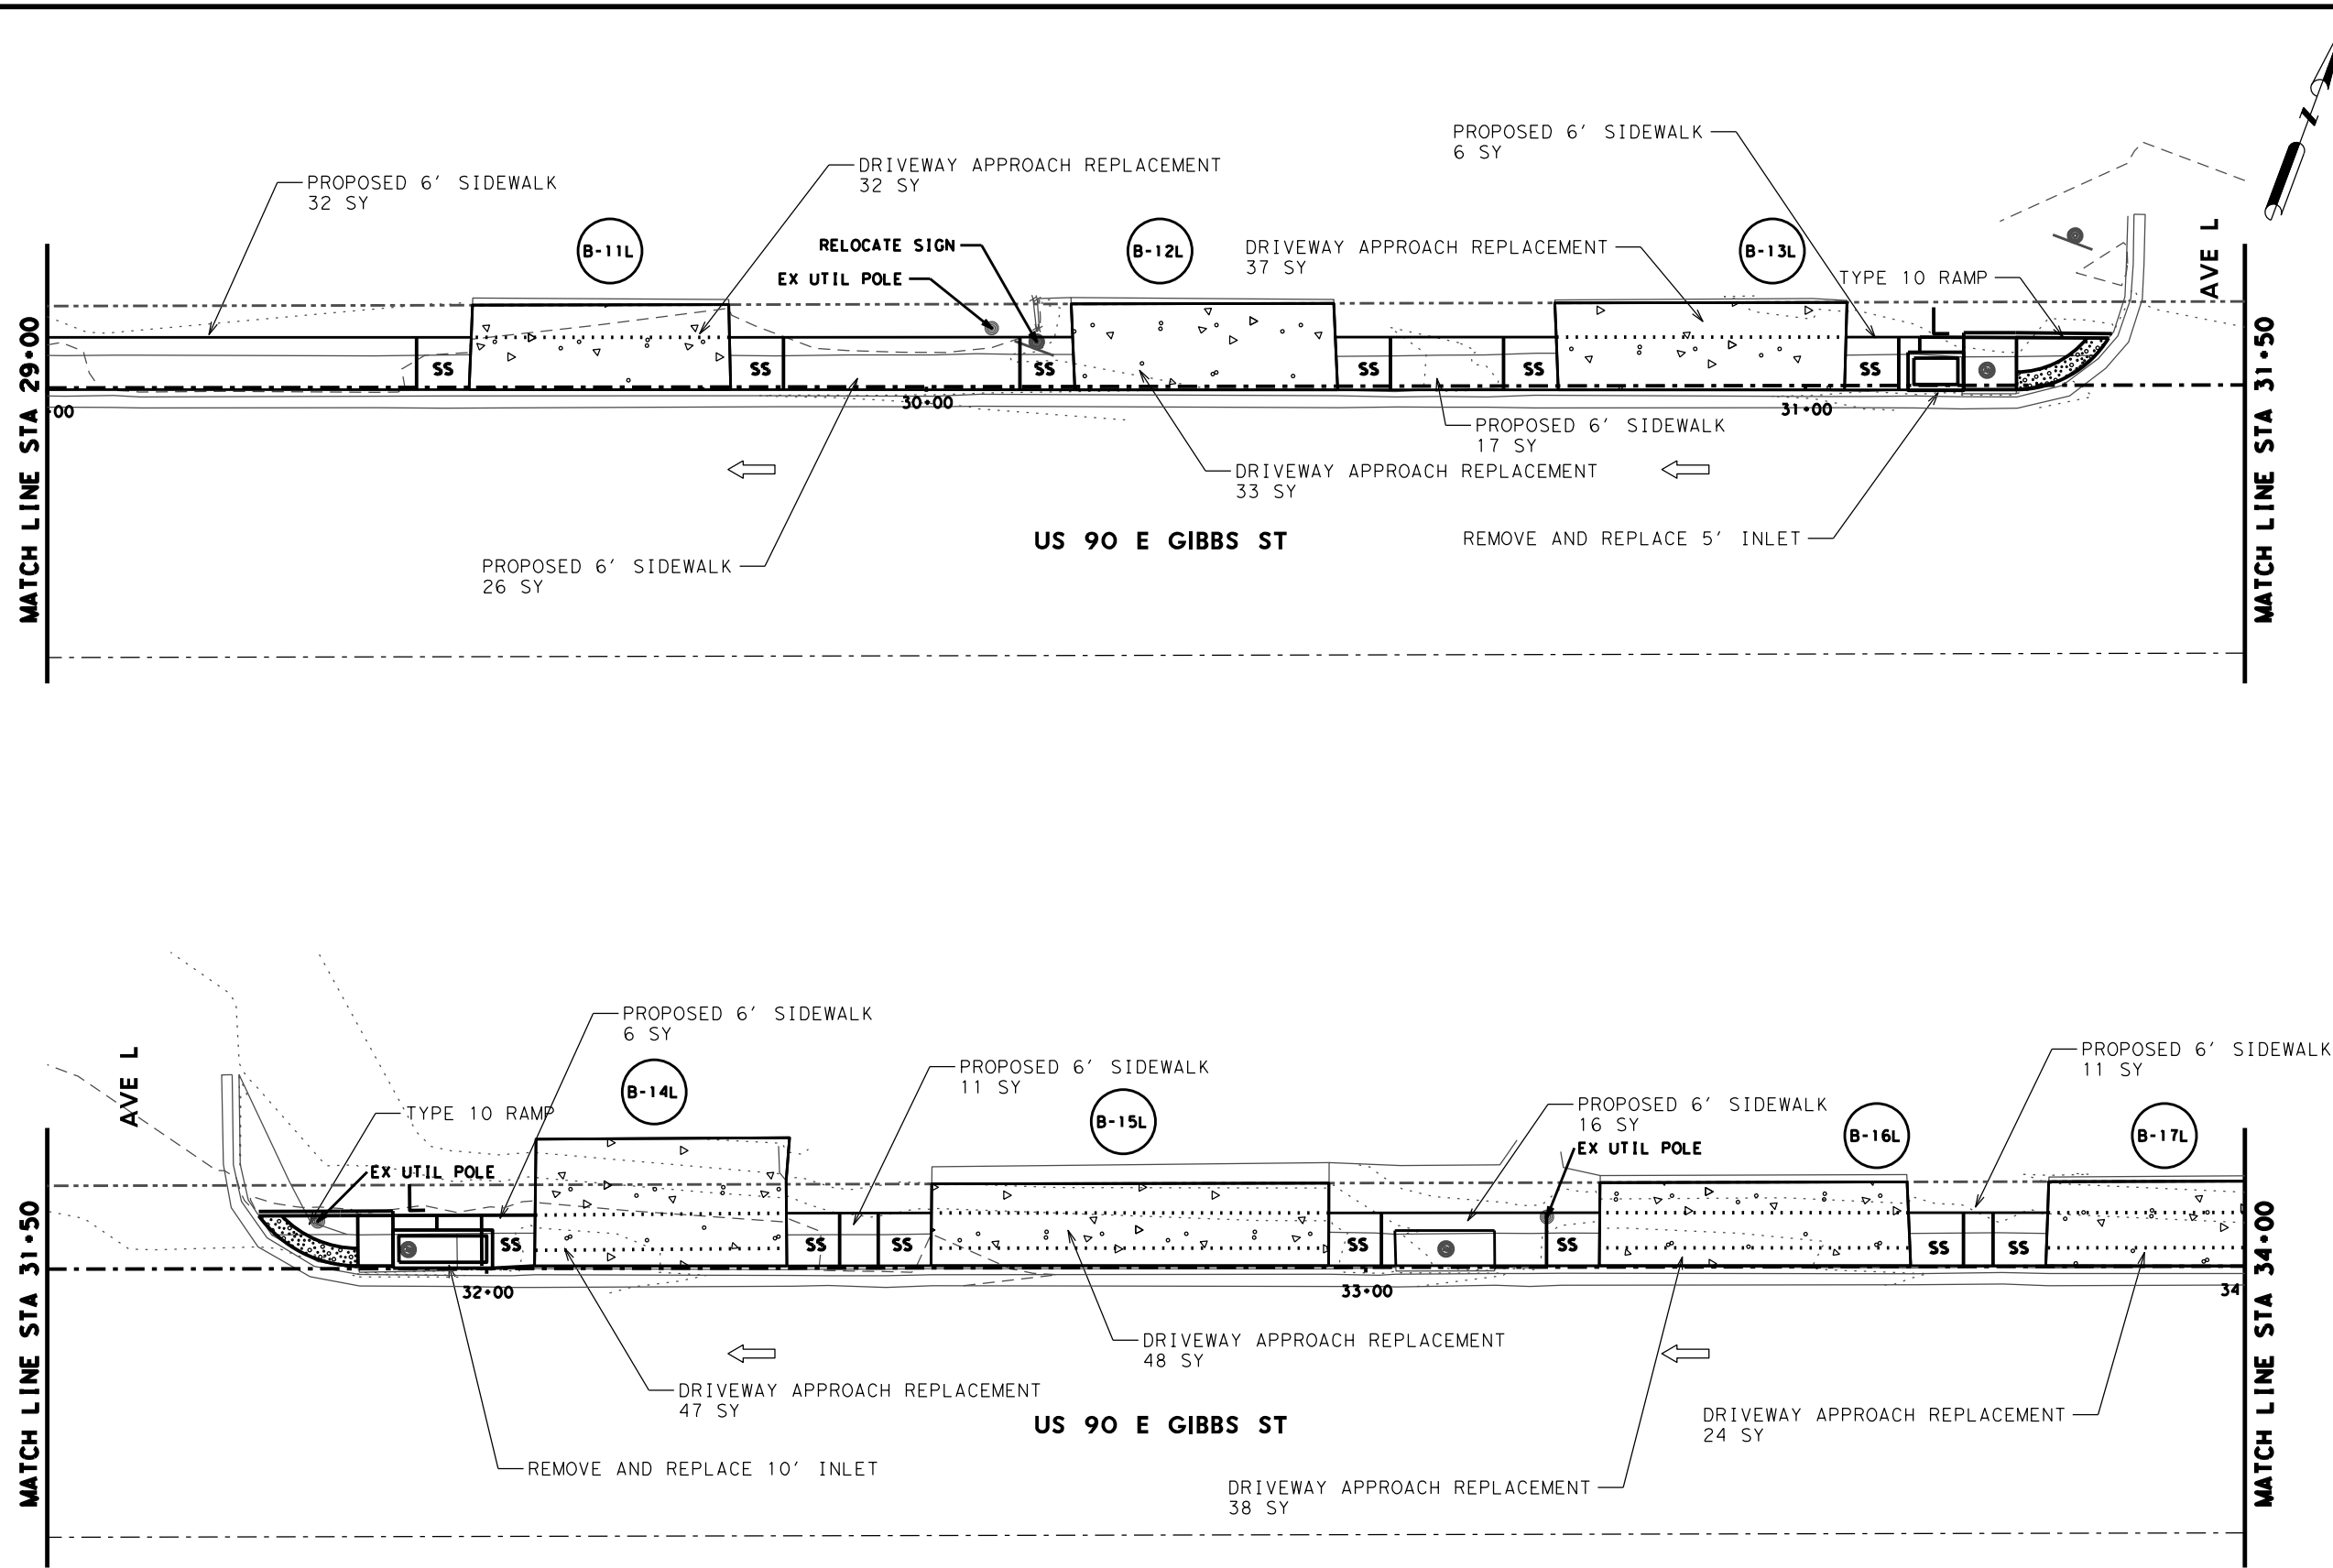 PROPOSED 6' SIDEWALK
6 SY
DRIVEWAY APPROACH REPLACEMENT
32 SY
PROPOSED 6' SIDEWALK
32 SY
B-11L
RELOCATE SIGN
EX UTIL POLE
B-12L
DRIVEWAY APPROACH REPLACEMENT
37 SY
B-13L
TYPE 10 RAMP
AVE L
N
MATCH LINE STA 29+00
SS
SS
SS
SS
SS
SS
+00
30+00
31+00
MATCH LINE STA 31+50
PROPOSED 6' SIDEWALK
17 SY
DRIVEWAY APPROACH REPLACEMENT
33 SY
US 90 E GIBBS ST
REMOVE AND REPLACE 5' INLET
PROPOSED 6' SIDEWALK
26 SY
PROPOSED 6' SIDEWALK
6 SY
AVE L
B-14L
PROPOSED 6' SIDEWALK
11 SY
B-15L
PROPOSED 6' SIDEWALK
16 SY
EX UTIL POLE
B-16L
PROPOSED 6' SIDEWALK
11 SY
B-17L
TYPE 10 RAMP
EX UTIL POLE
MATCH LINE STA 31+50
SS
SS
SS
SS
SS
SS
SS
32+00
33+00
34
MATCH LINE STA 34+00
DRIVEWAY APPROACH REPLACEMENT
48 SY
DRIVEWAY APPROACH REPLACEMENT
47 SY
US 90 E GIBBS ST
DRIVEWAY APPROACH REPLACEMENT
24 SY
REMOVE AND REPLACE 10' INLET
DRIVEWAY APPROACH REPLACEMENT
38 SY